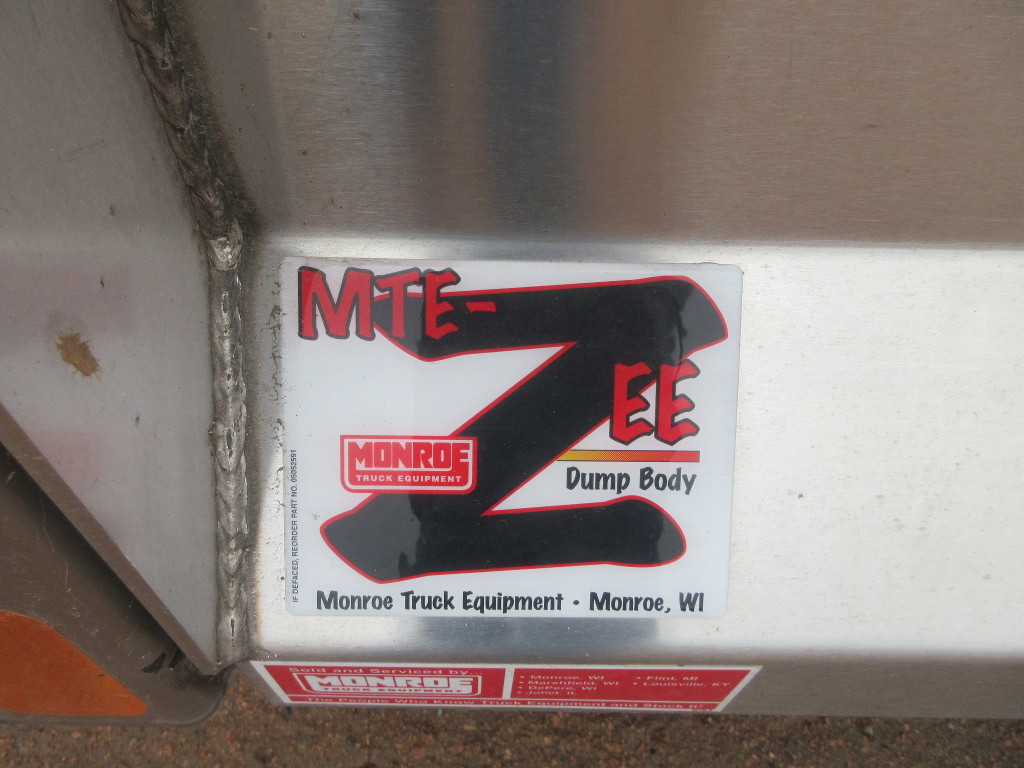 MTE-
ZEE
MONROE
TRUCK EQUIPMENT
Dump Body
IF DEFACED, REORDER PART NO. 05052591
Monroe Truck Equipment · Monroe, WI
Sold and Serviced by...
MONROE
TRUCK EQUIPMENT
• Monroe, WI
• Marshfield, WI
• DePere, WI
• Joliet, IL
• Flint, MI
• Louisville, KY
The People Who Know Truck Equipment and Stock it!